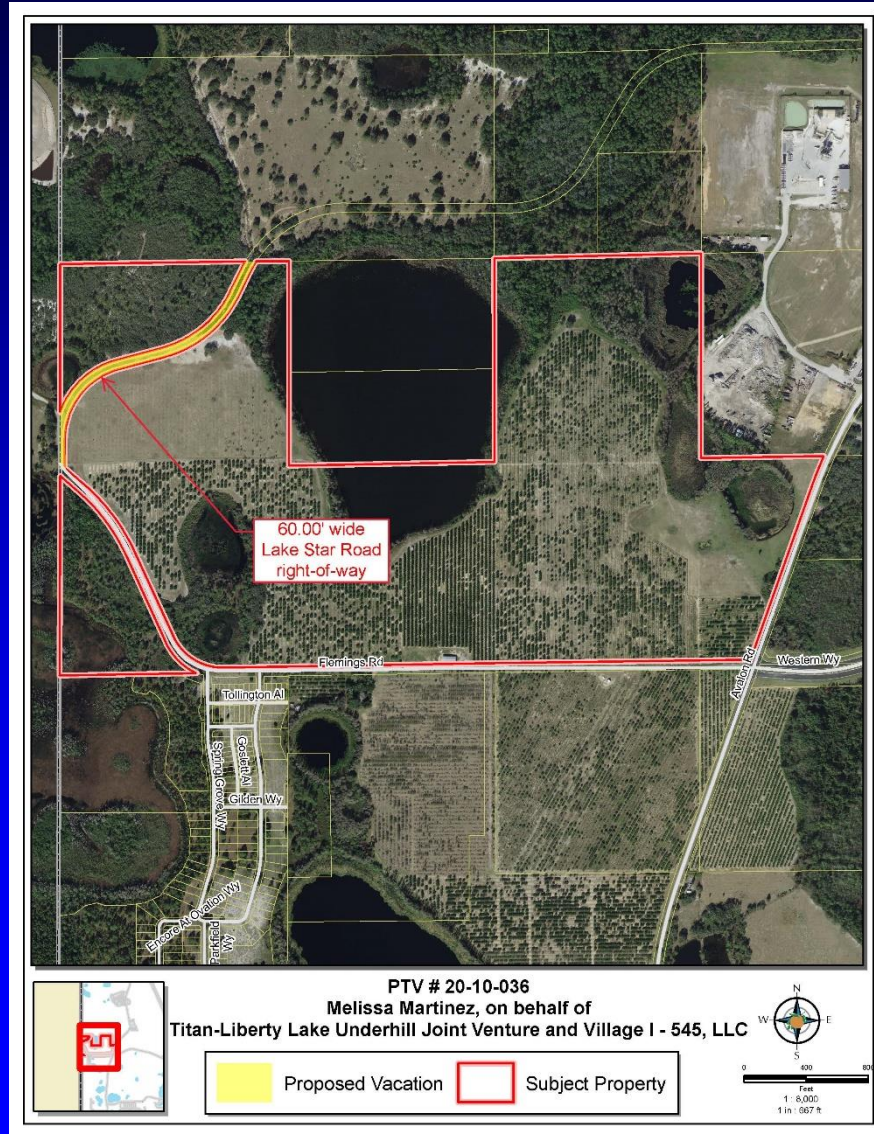 60.00' wide
Lake Star Road
right-of-way
Flemings Rd
Western Wy
Avalon Rd
Tollington Al
Goslett Al
Spring Grove Wy
Gilden Wy
Encore At Ovation Wy
Parkfield
Wy
PTV # 20-10-036
Melissa Martinez, on behalf of
Titan-Liberty Lake Underhill Joint Venture and Village I - 545, LLC
Proposed Vacation
Subject Property
N
W
E
S
0 400 800
Feet
1 : 8,000
1 in : 667 ft